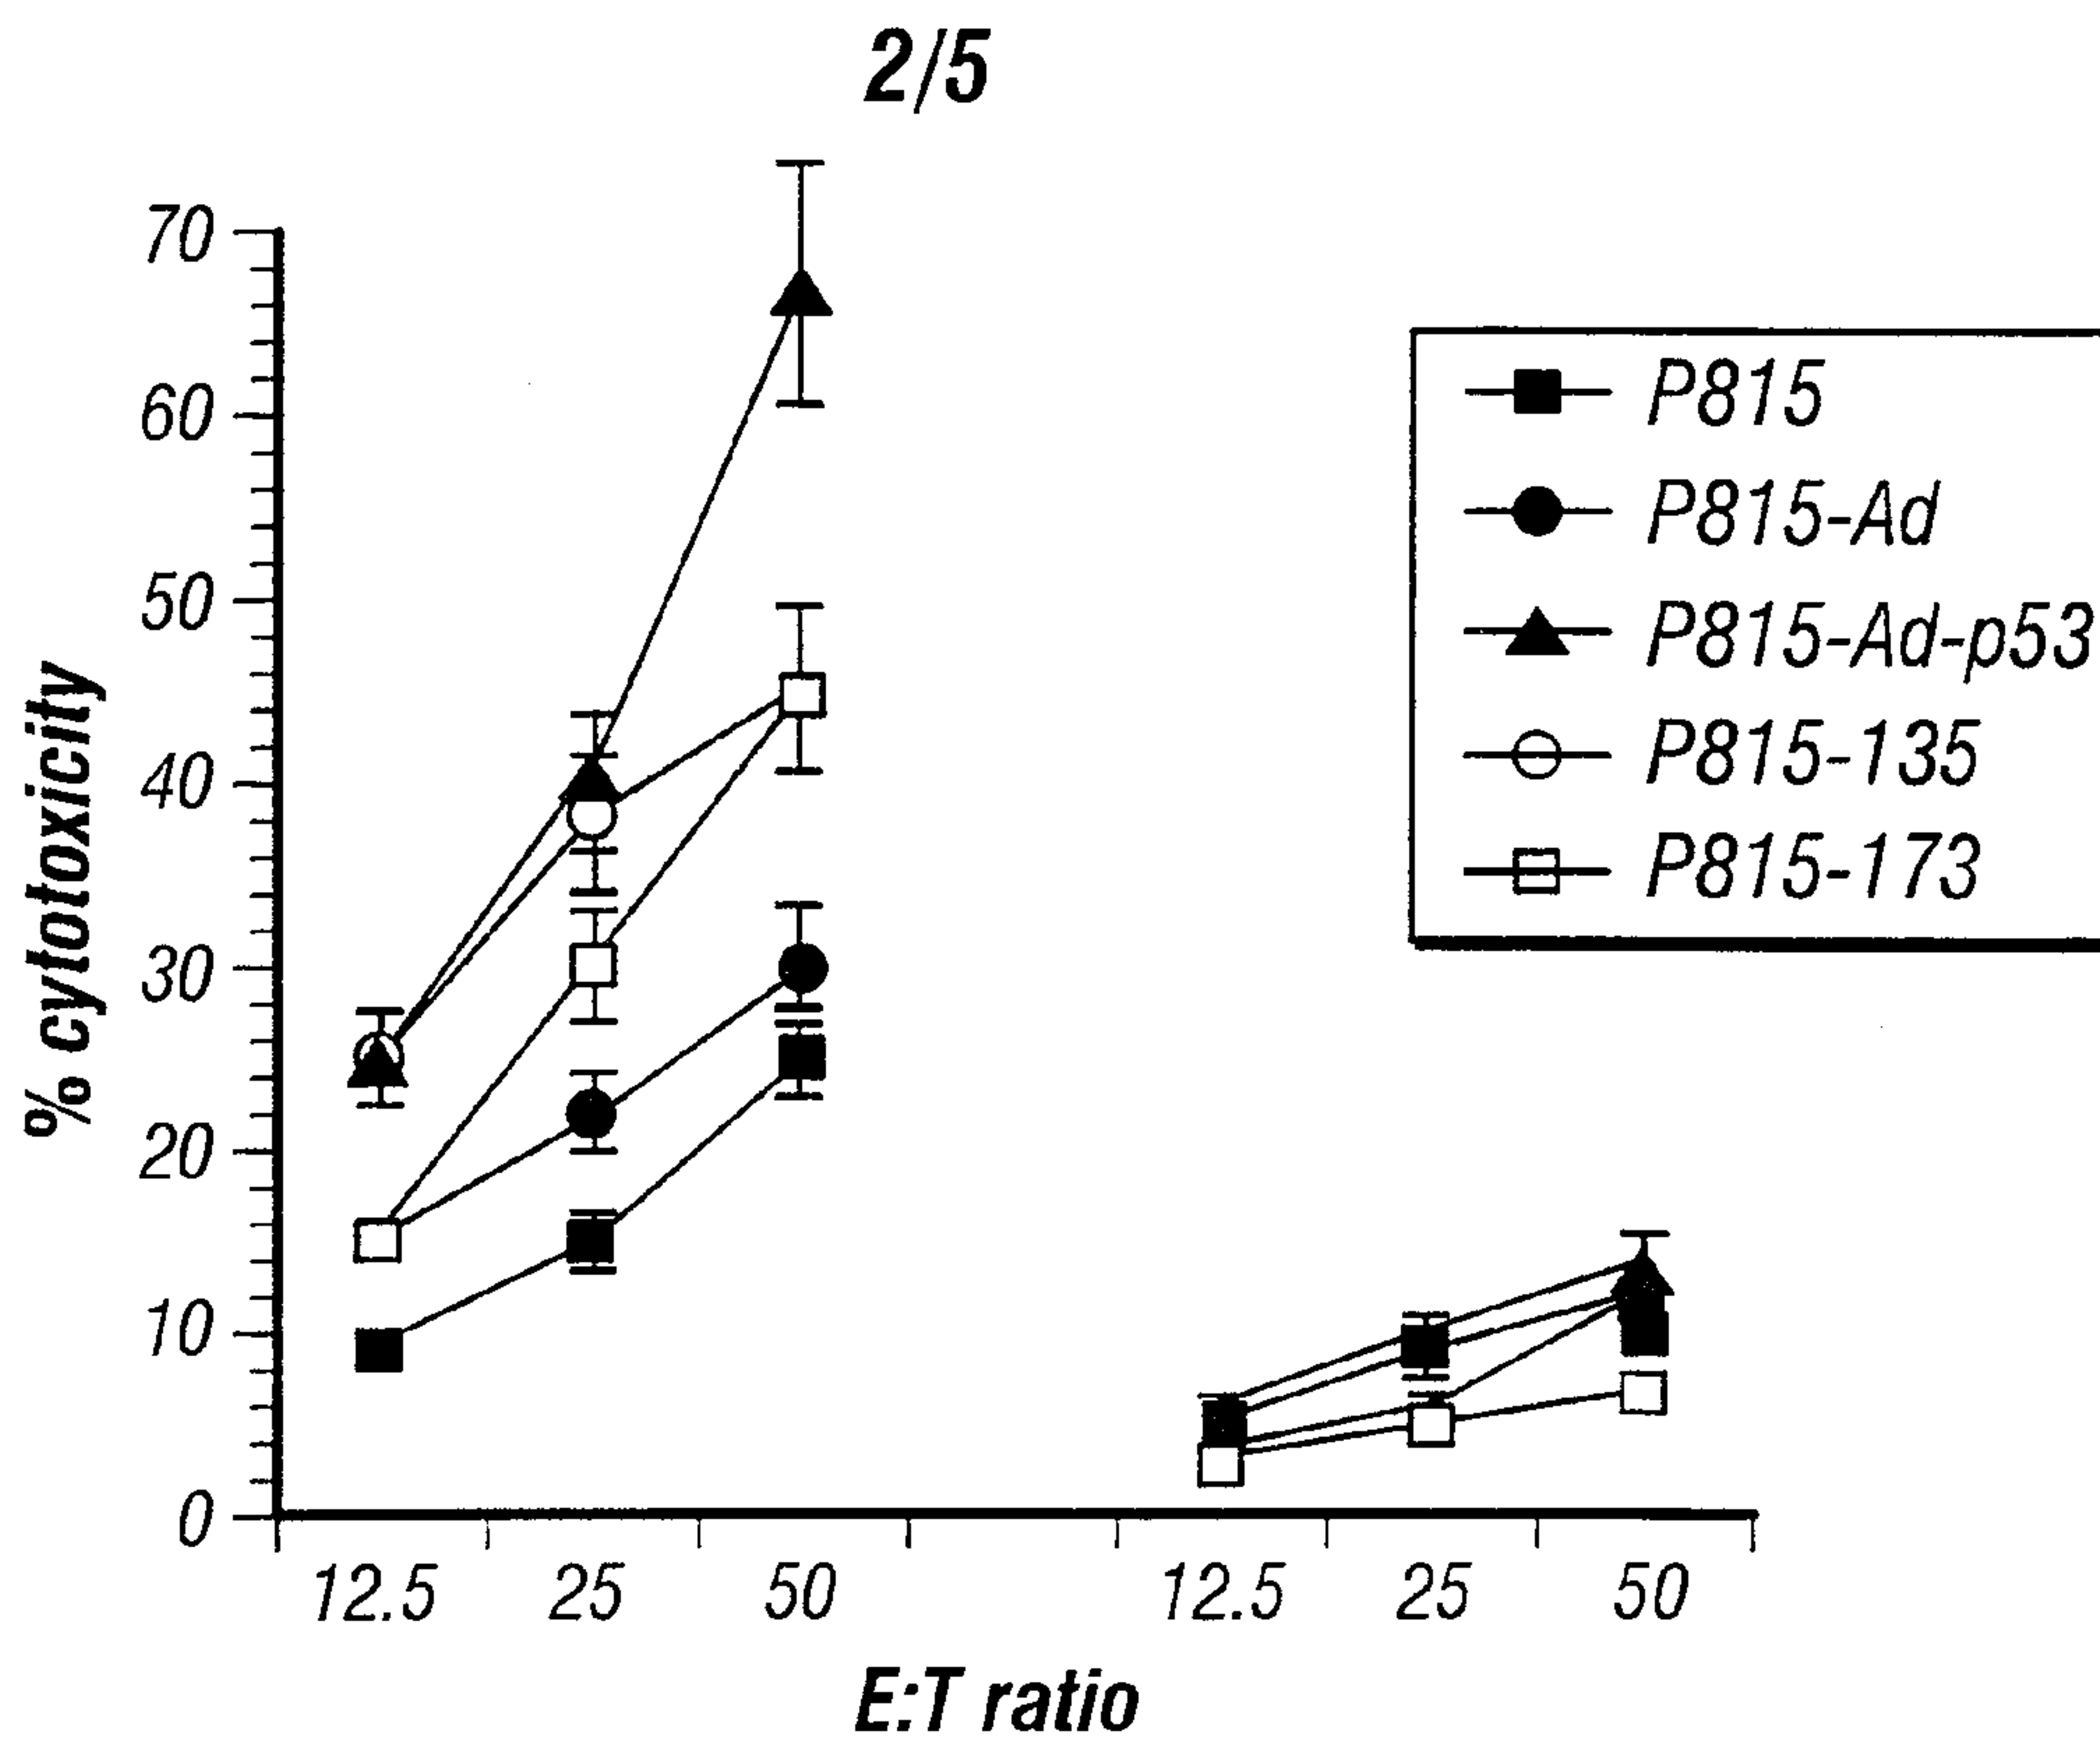 2/5
70
60
50
40
30
20
10
0
% cytotoxicity
P815
P815-Ad
P815-Ad-p53
P815-135
P815-173
12.5 25 50 12.5 25 50
E:T ratio